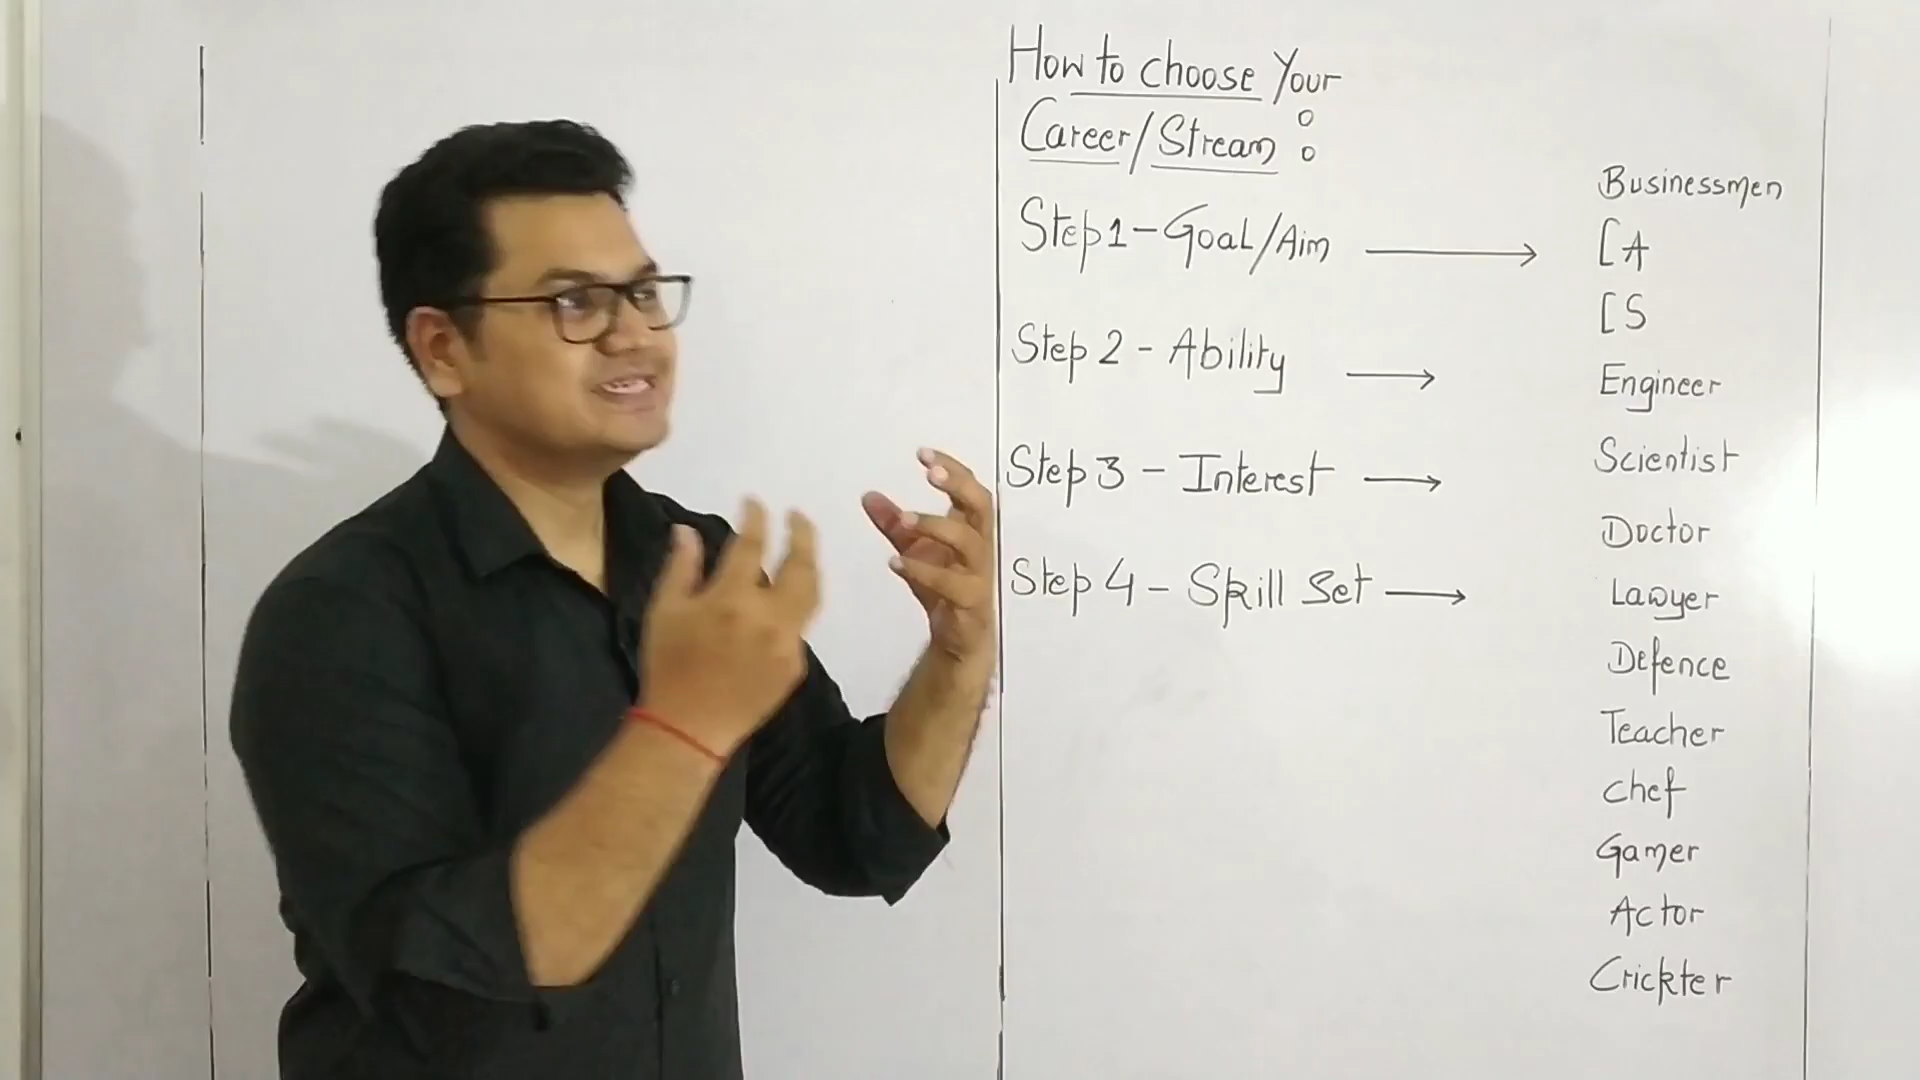 How to choose Your
Career/Stream :
Step 1 - Goal/Aim →
Step 2 - Ability →
Step 3 - Interest →
Step 4 - Skill Set →
Businessmen
CA
CS
Engineer
Scientist
Doctor
Lawyer
Defence
Teacher
Chef
Gamer
Actor
Crickter